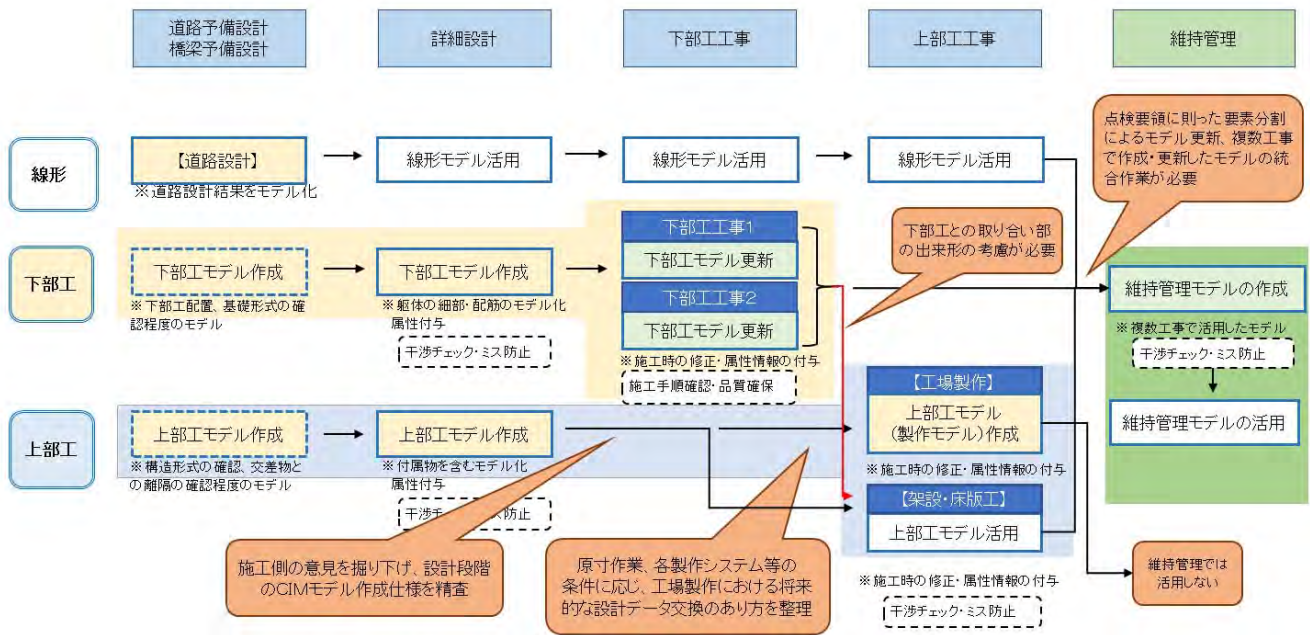 道路予備設計
橋梁予備設計
詳細設計
下部工工事
上部工工事
維持管理
線形
【道路設計】
※道路設計結果をモデル化
線形モデル活用
線形モデル活用
線形モデル活用
点検要領に則った要素分割
によるモデル更新、複数工事
で作成・更新したモデルの統
合作業が必要
下部工
下部工モデル作成
※下部工配置、基礎形式の確
認程度のモデル
下部工モデル作成
※躯体の細部・配筋のモデル化
属性付与
干渉チェック・ミス防止
下部工工事1
下部工モデル更新
下部工工事2
下部工モデル更新
※施工時の修正・属性情報の付与
施工手順確認・品質確保
下部工との取り合い部
の出来形の考慮が必要
維持管理モデルの作成
※複数工事で活用したモデル
干渉チェック・ミス防止
維持管理モデルの活用
上部工
上部工モデル作成
※構造形式の確認、交差物と
の離隔の確認程度のモデル
上部工モデル作成
※付属物を含むモデル化
属性付与
干渉チェック・ミス防止
【工場製作】
上部工モデル
(製作モデル)作成
※施工時の修正・属性情報の付与
【架設・床版工】
上部工モデル活用
※施工時の修正・属性情報の付与
干渉チェック・ミス防止
施工側の意見を掘り下げ、設計段階
のCIMモデル作成仕様を精査
原寸作業、各製作システム等の
条件に応じ、工場製作における将来
的な設計データ交換のあり方を整理
維持管理では
活用しない